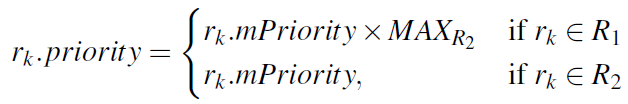 r_k.priority = { r_k.mPriority × MAX_{R_2} if r_k ∈ R_1
r_k.mPriority, if r_k ∈ R_2